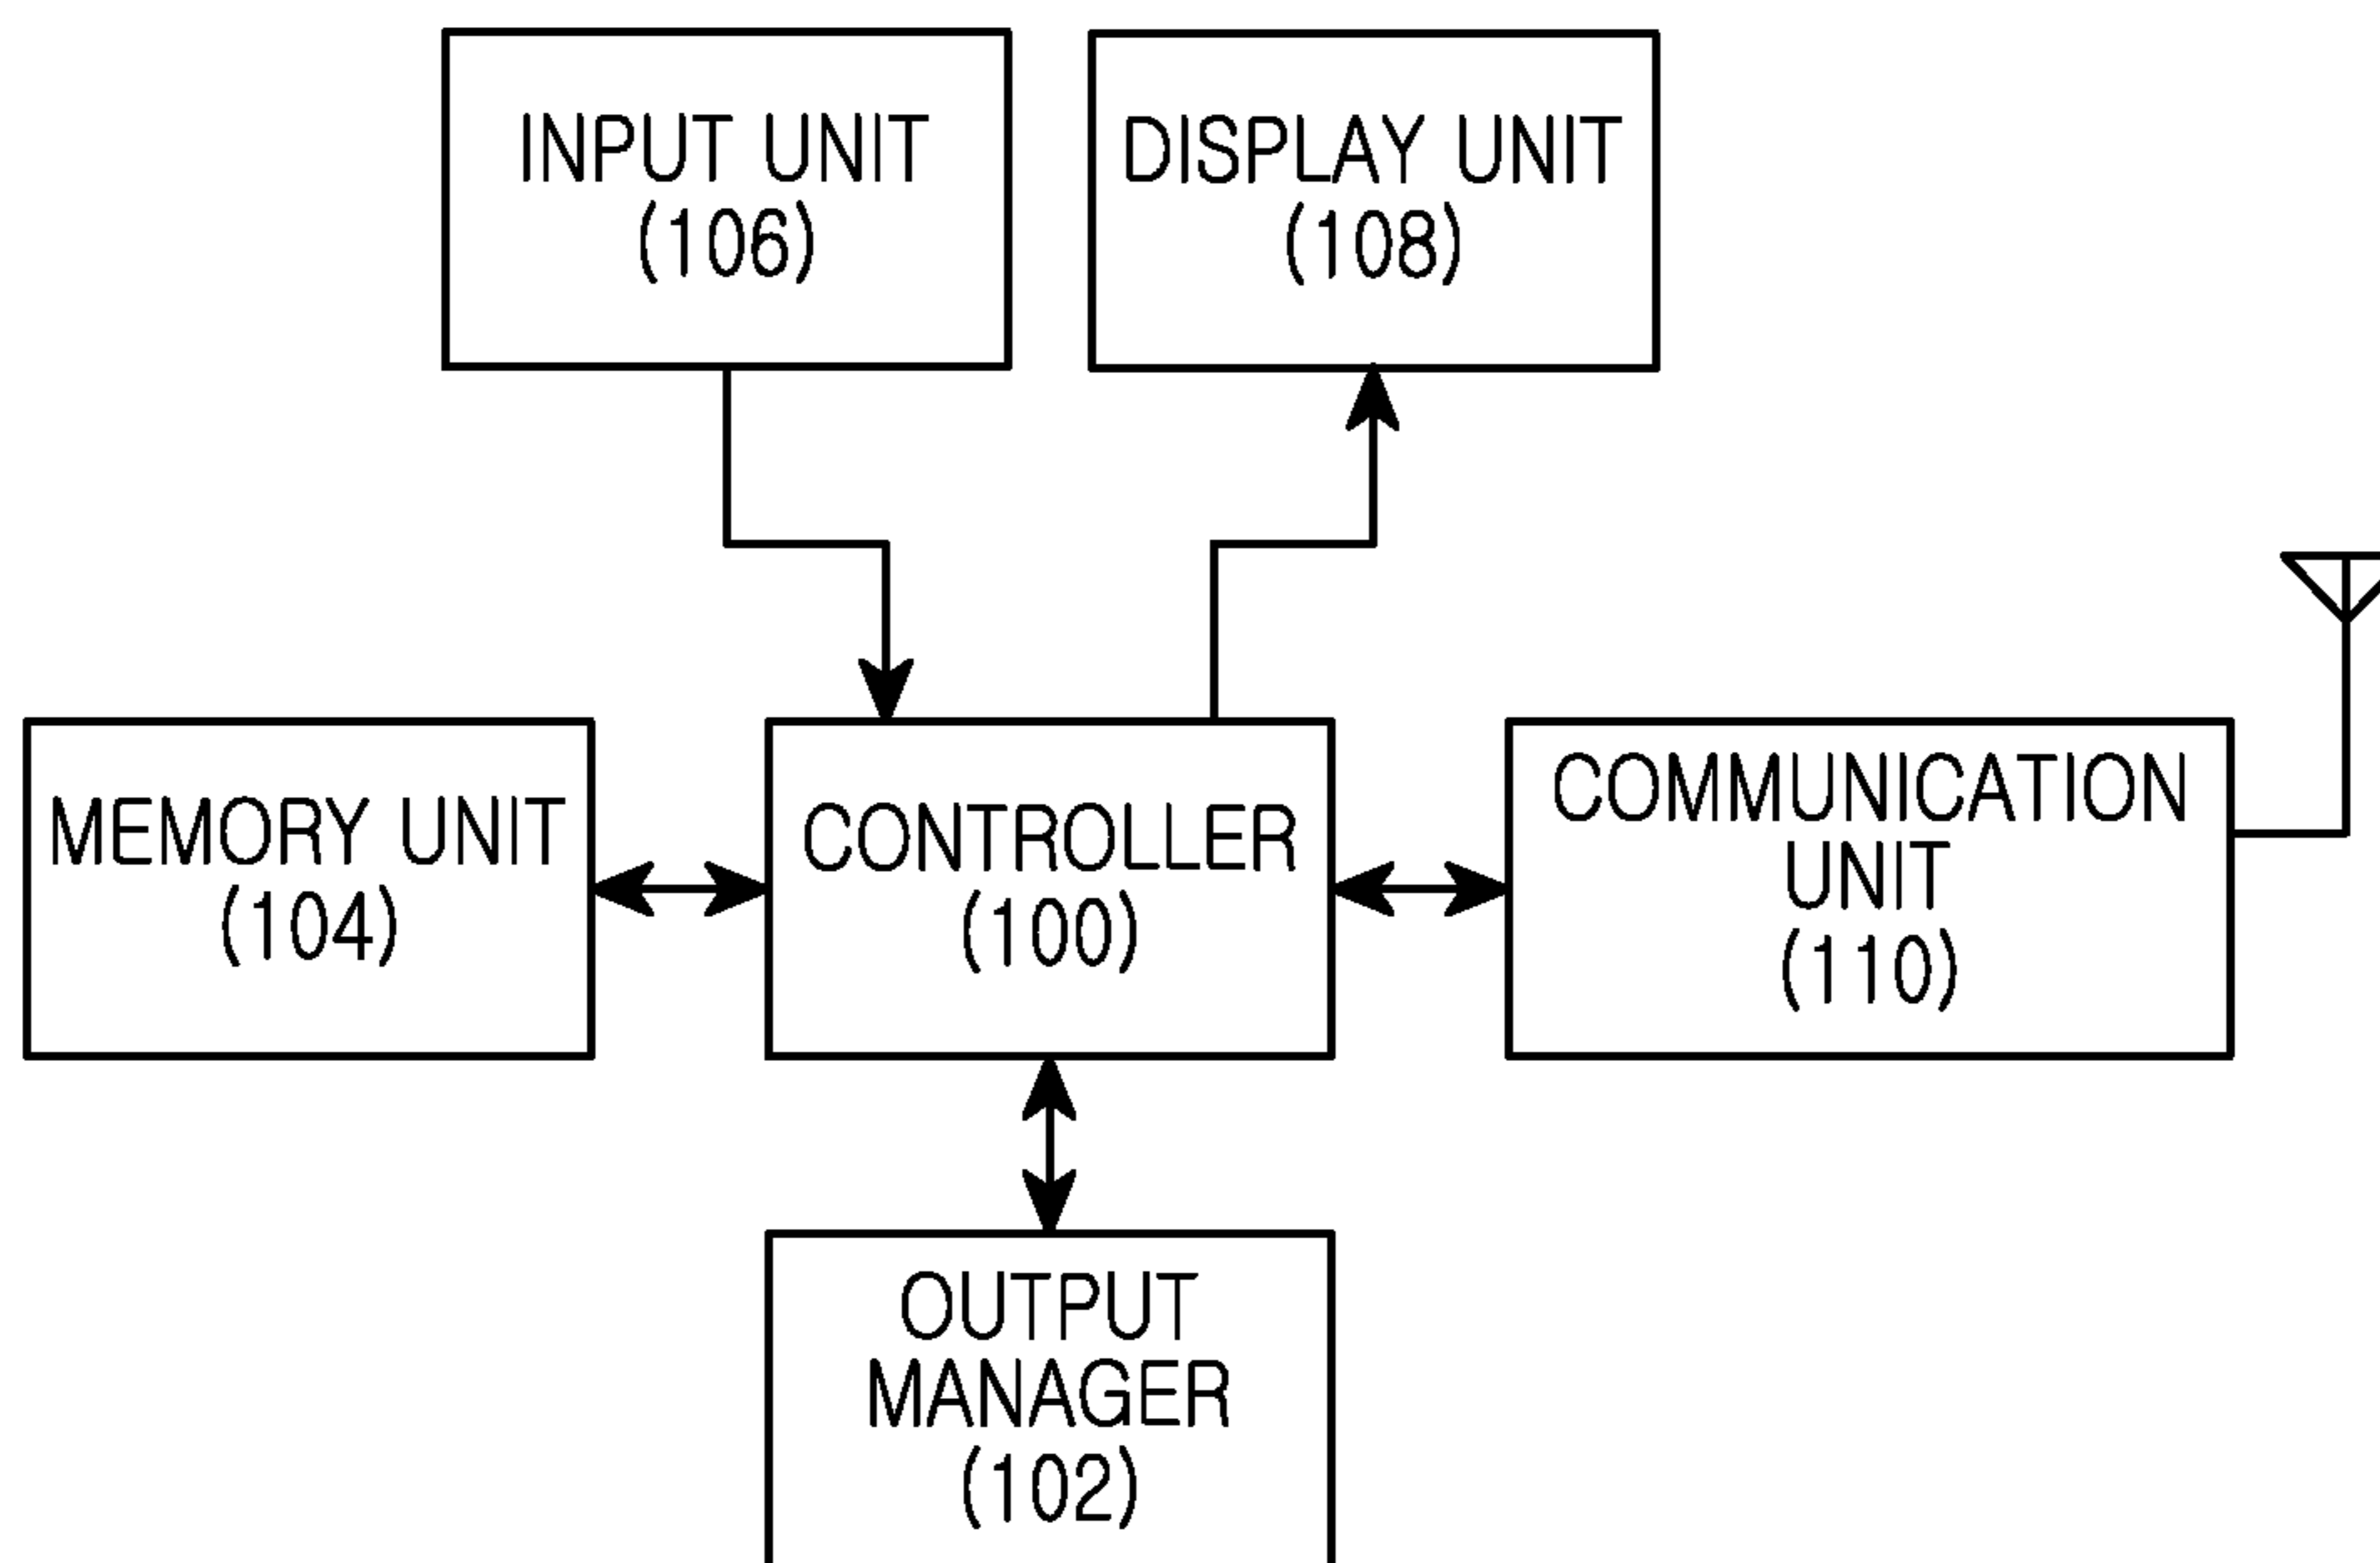 INPUT UNIT
(106)
DISPLAY UNIT
(108)
MEMORY UNIT
(104)
CONTROLLER
(100)
COMMUNICATION
UNIT
(110)
OUTPUT
MANAGER
(102)